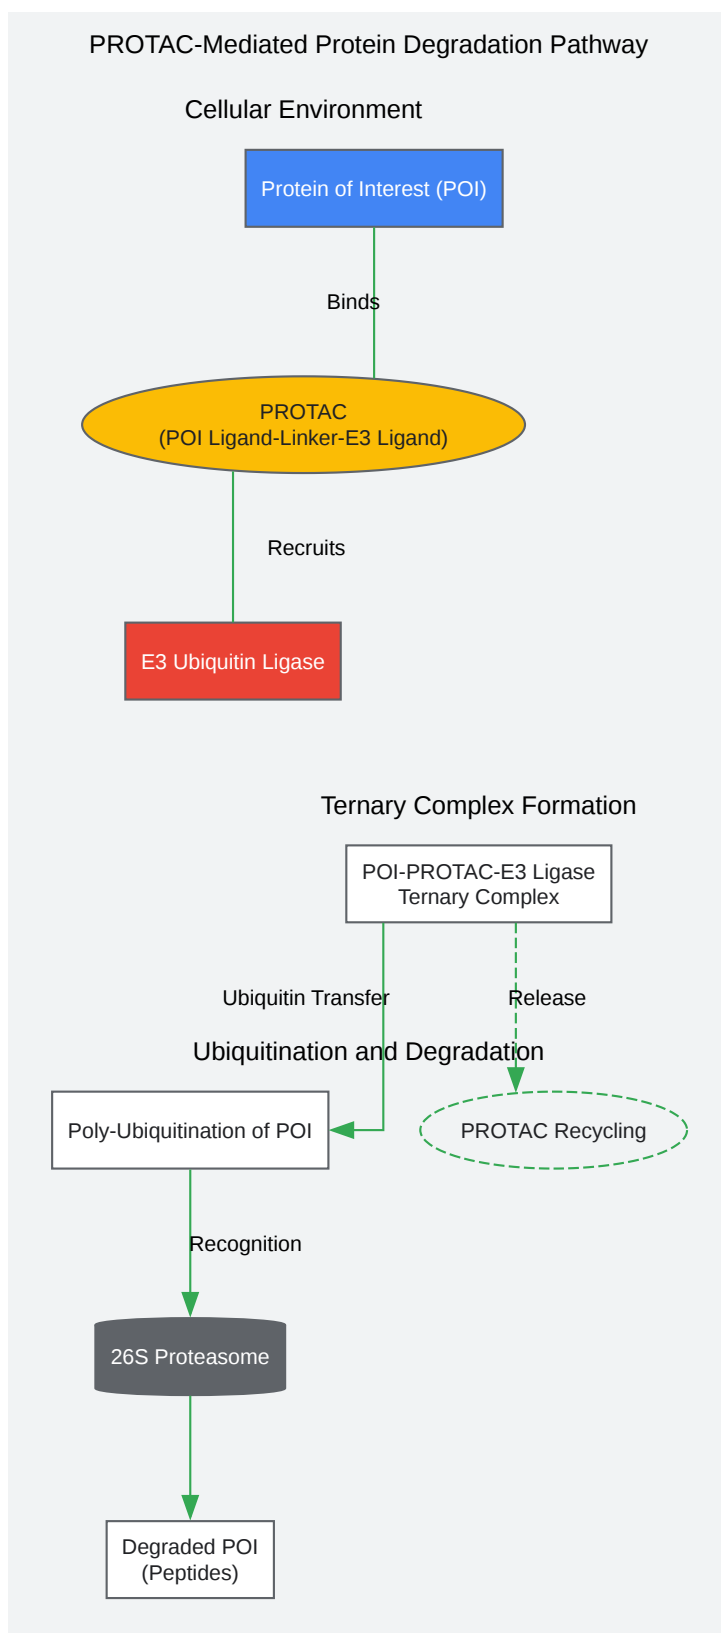 PROTAC-Mediated Protein Degradation Pathway
Cellular Environment
Protein of Interest (POI)
Binds
PROTAC
(POI Ligand-Linker-E3 Ligand)
Recruits
E3 Ubiquitin Ligase
Ternary Complex Formation
POI-PROTAC-E3 Ligase
Ternary Complex
Ubiquitin Transfer
Release
Ubiquitination and Degradation
Poly-Ubiquitination of POI
PROTAC Recycling
Recognition
26S Proteasome
Degraded POI
(Peptides)